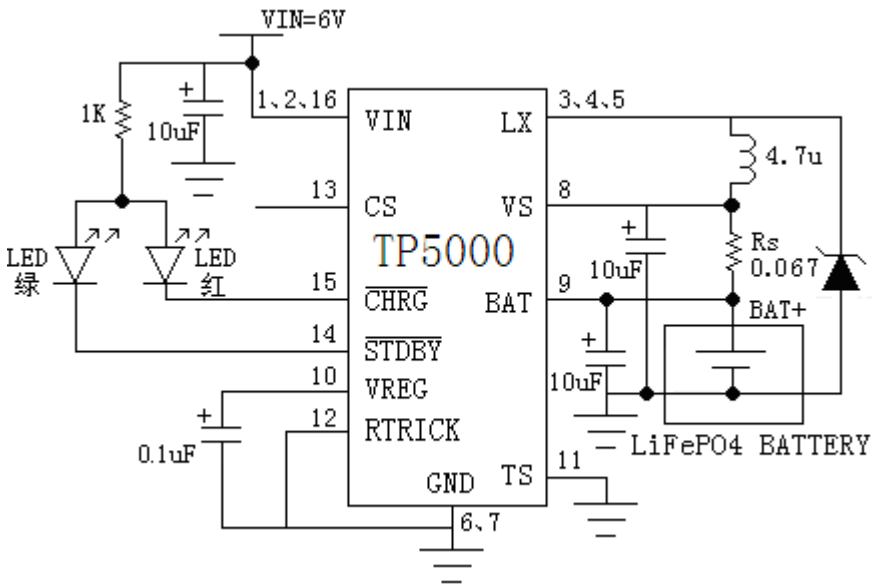 VIN=6V
1K
10uF
1、2、16
VIN
LX
3、4、5
4.7u
13
CS
VS
8
TP5000
LED
绿
LED
红
10uF
Rs
0.067
15
CHRG
BAT
9
BAT+
14
STDBY
10uF
10
VREG
12
RTRICK
0.1uF
LiFePO4 BATTERY
TS
11
GND
6、7